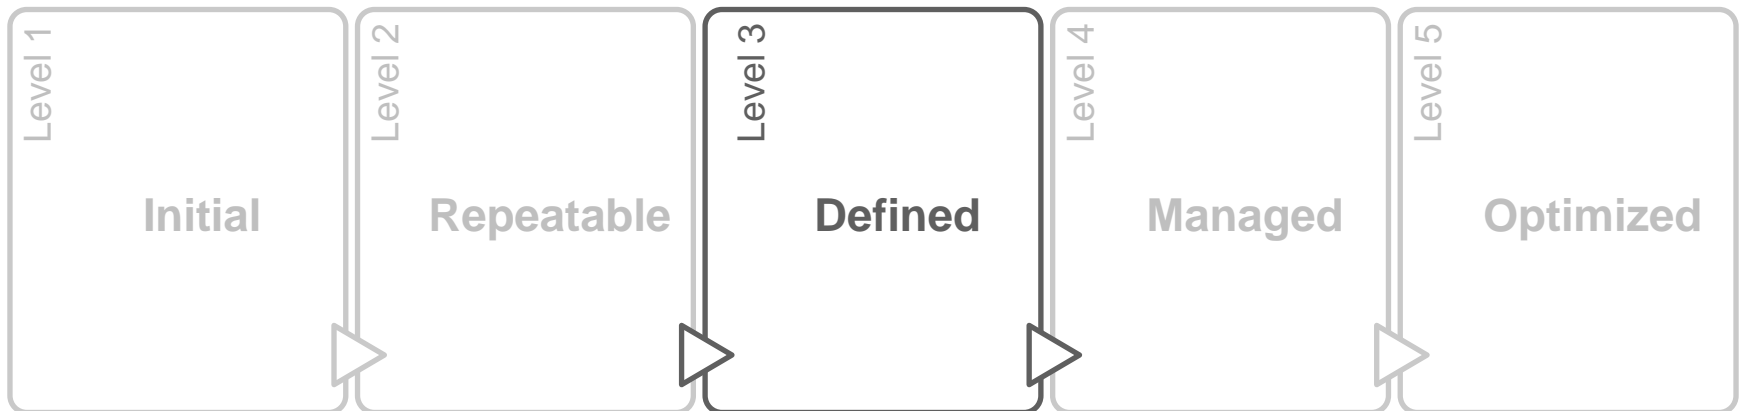 Level 1
Initial
Level 2
Repeatable
Level 3
Defined
Level 4
Managed
Level 5
Optimized